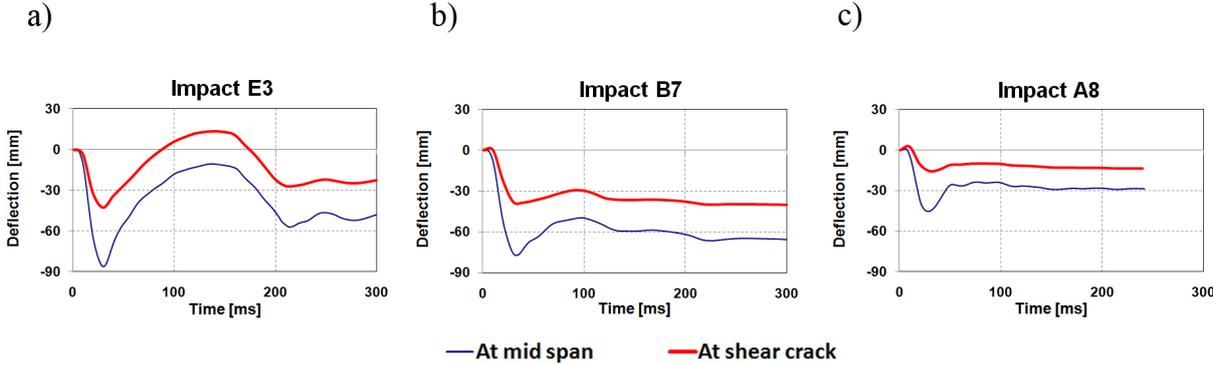 a) b) c)
Impact E3 Impact B7 Impact A8
30 30 30
0 0 0
-30 -30 -30
-60 -60 -60
-90 -90 -90
Deflection [mm] Deflection [mm] Deflection [mm]
0 100 200 300 0 100 200 300 0 100 200 300
Time [ms] Time [ms] Time [ms]
At mid span At shear crack